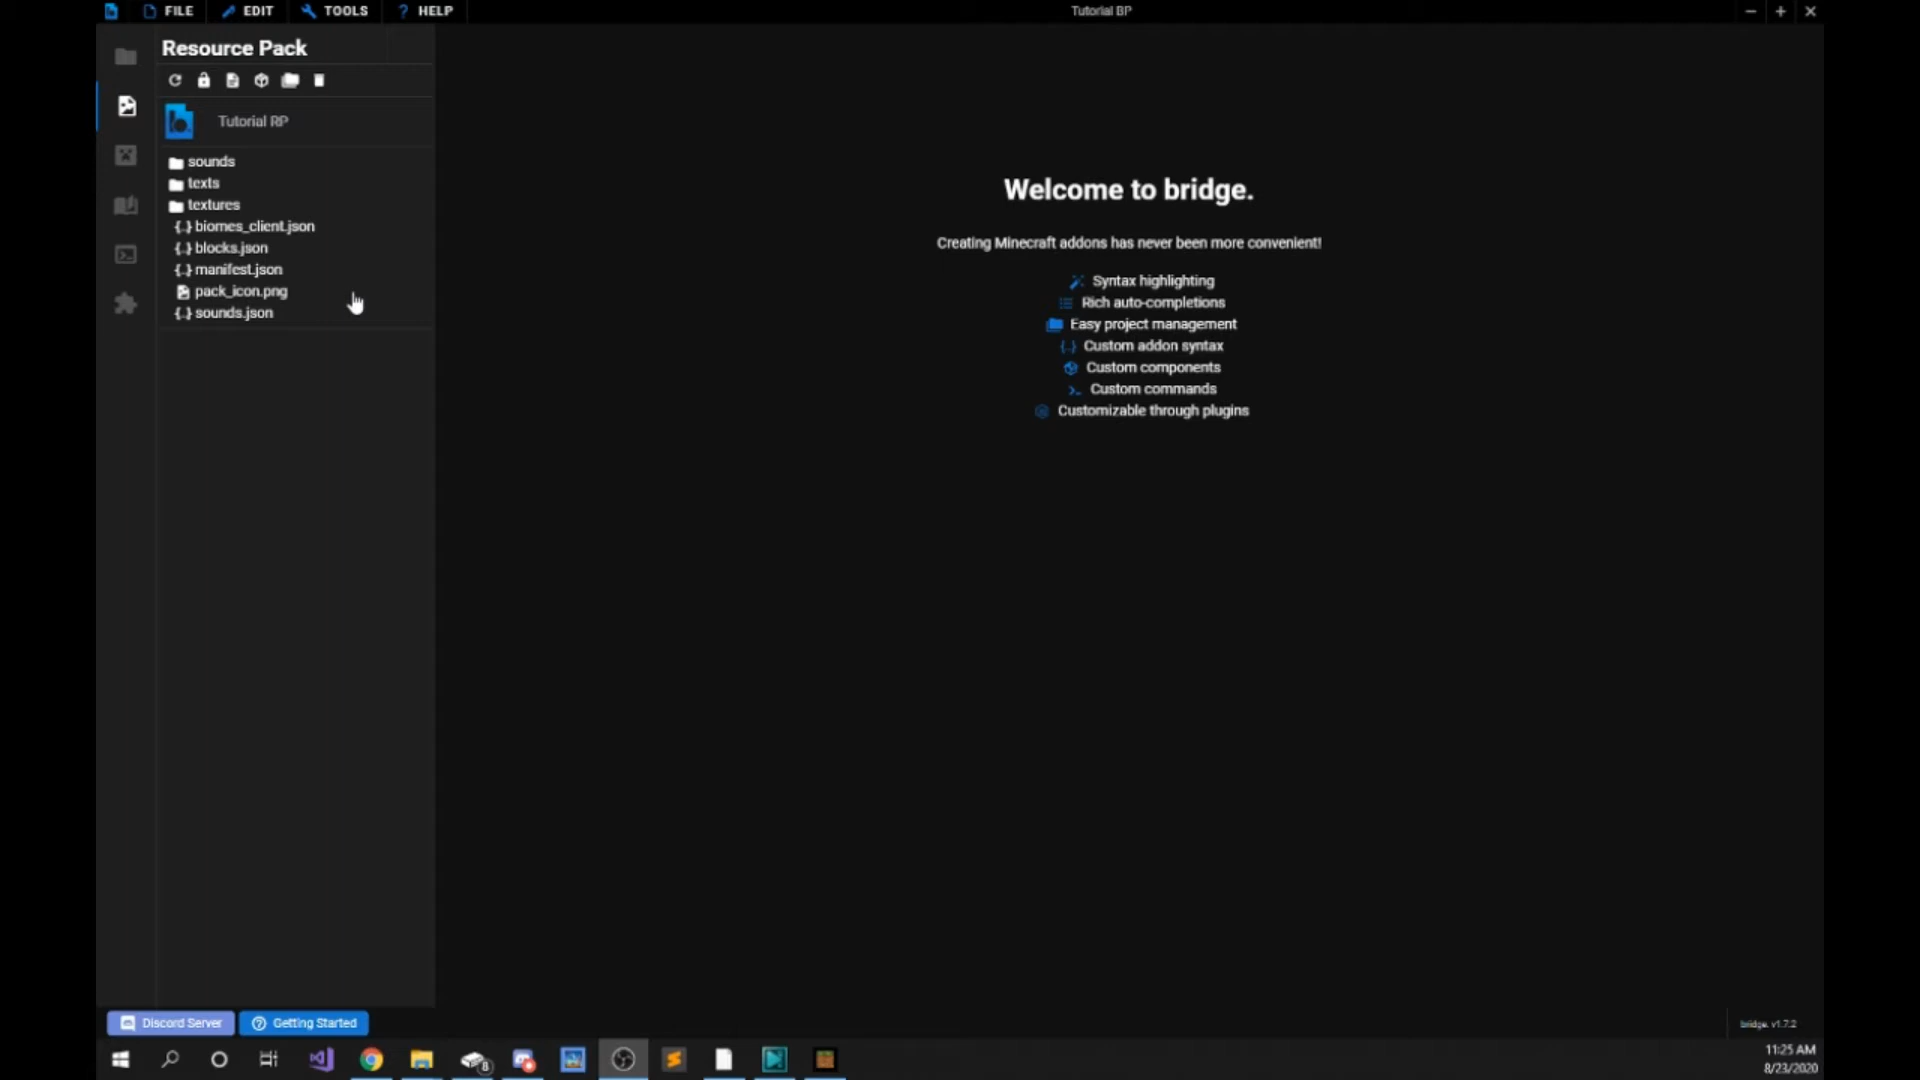 FILE EDIT TOOLS ? HELP Tutorial BP
Resource Pack
Tutorial RP
sounds
texts
textures
{..} biomes_client.json
{..} blocks.json
{..} manifest.json
pack_icon.png
{..} sounds.json
Welcome to bridge.
Creating Minecraft addons has never been more convenient!
Syntax highlighting
Rich auto-completions
Easy project management
Custom addon syntax
Custom components
Custom commands
Customizable through plugins
Discord Server Getting Started bridge. v1.7.2
8
11:25 AM
8/23/2020